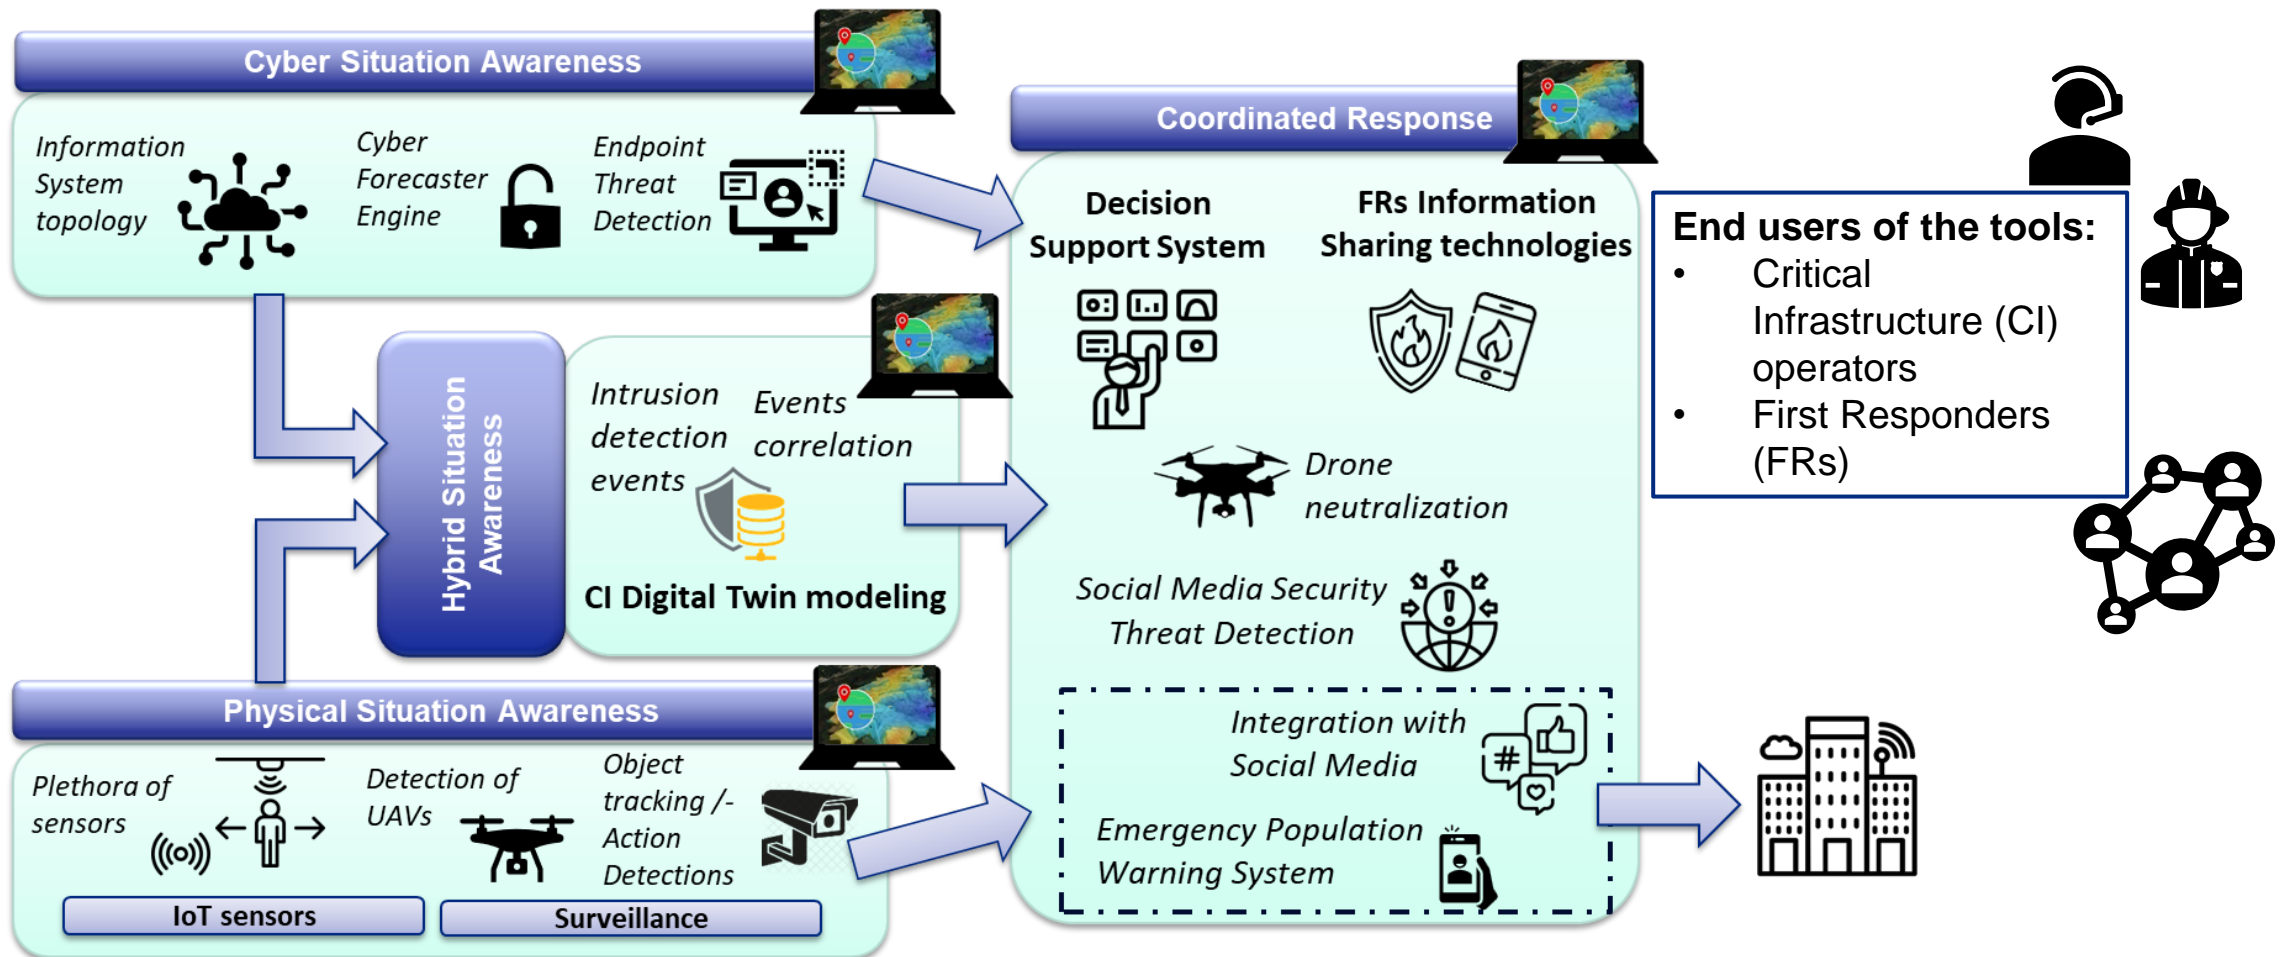 Cyber Situation Awareness
Information
System
topology
Cyber
Forecaster
Engine
Endpoint
Threat
Detection
Hybrid Situation
Awareness
Intrusion
detection
events
Events
correlation
CI Digital Twin modeling
Physical Situation Awareness
Plethora of
sensors
Detection of
UAVs
Object
tracking /-
Action
Detections
IoT sensors
Surveillance
Coordinated Response
Decision
Support System
FRs Information
Sharing technologies
Drone
neutralization
Social Media Security
Threat Detection
Integration with
Social Media
#
Emergency Population
Warning System
End users of the tools:
• Critical
Infrastructure (CI)
operators
• First Responders
(FRs)